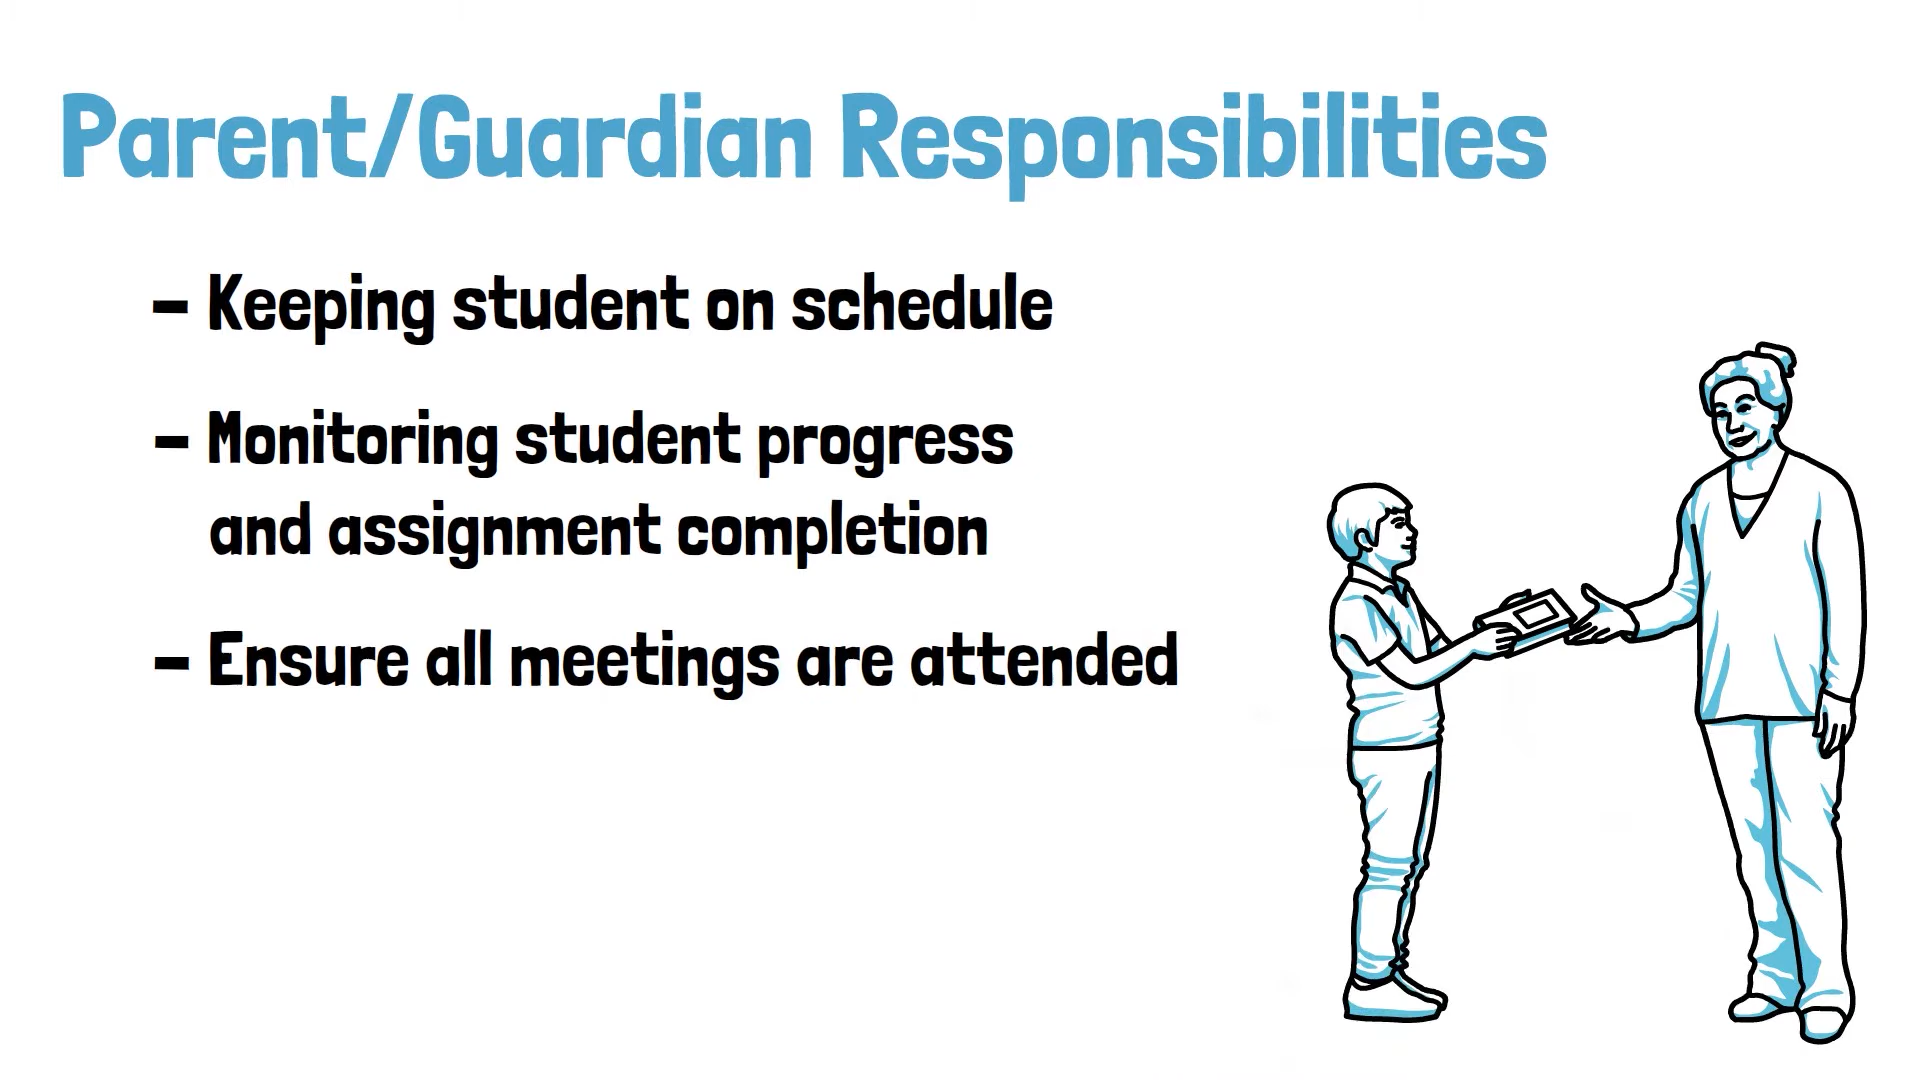 Parent/Guardian Responsibilities
– Keeping student on schedule
– Monitoring student progress
and assignment completion
– Ensure all meetings are attended